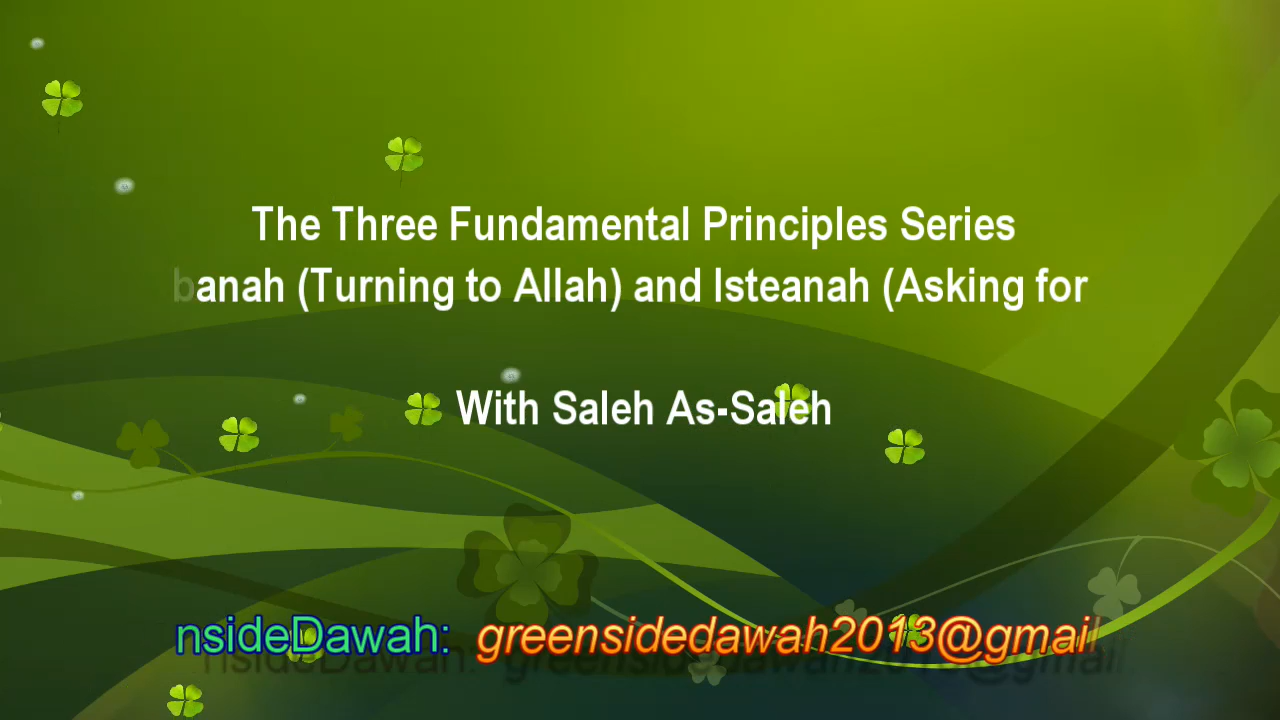 The Three Fundamental Principles Series
banah (Turning to Allah) and Isteanah (Asking for
With Saleh As-Saleh
nsideDawah: greensidedawah2013@gmail